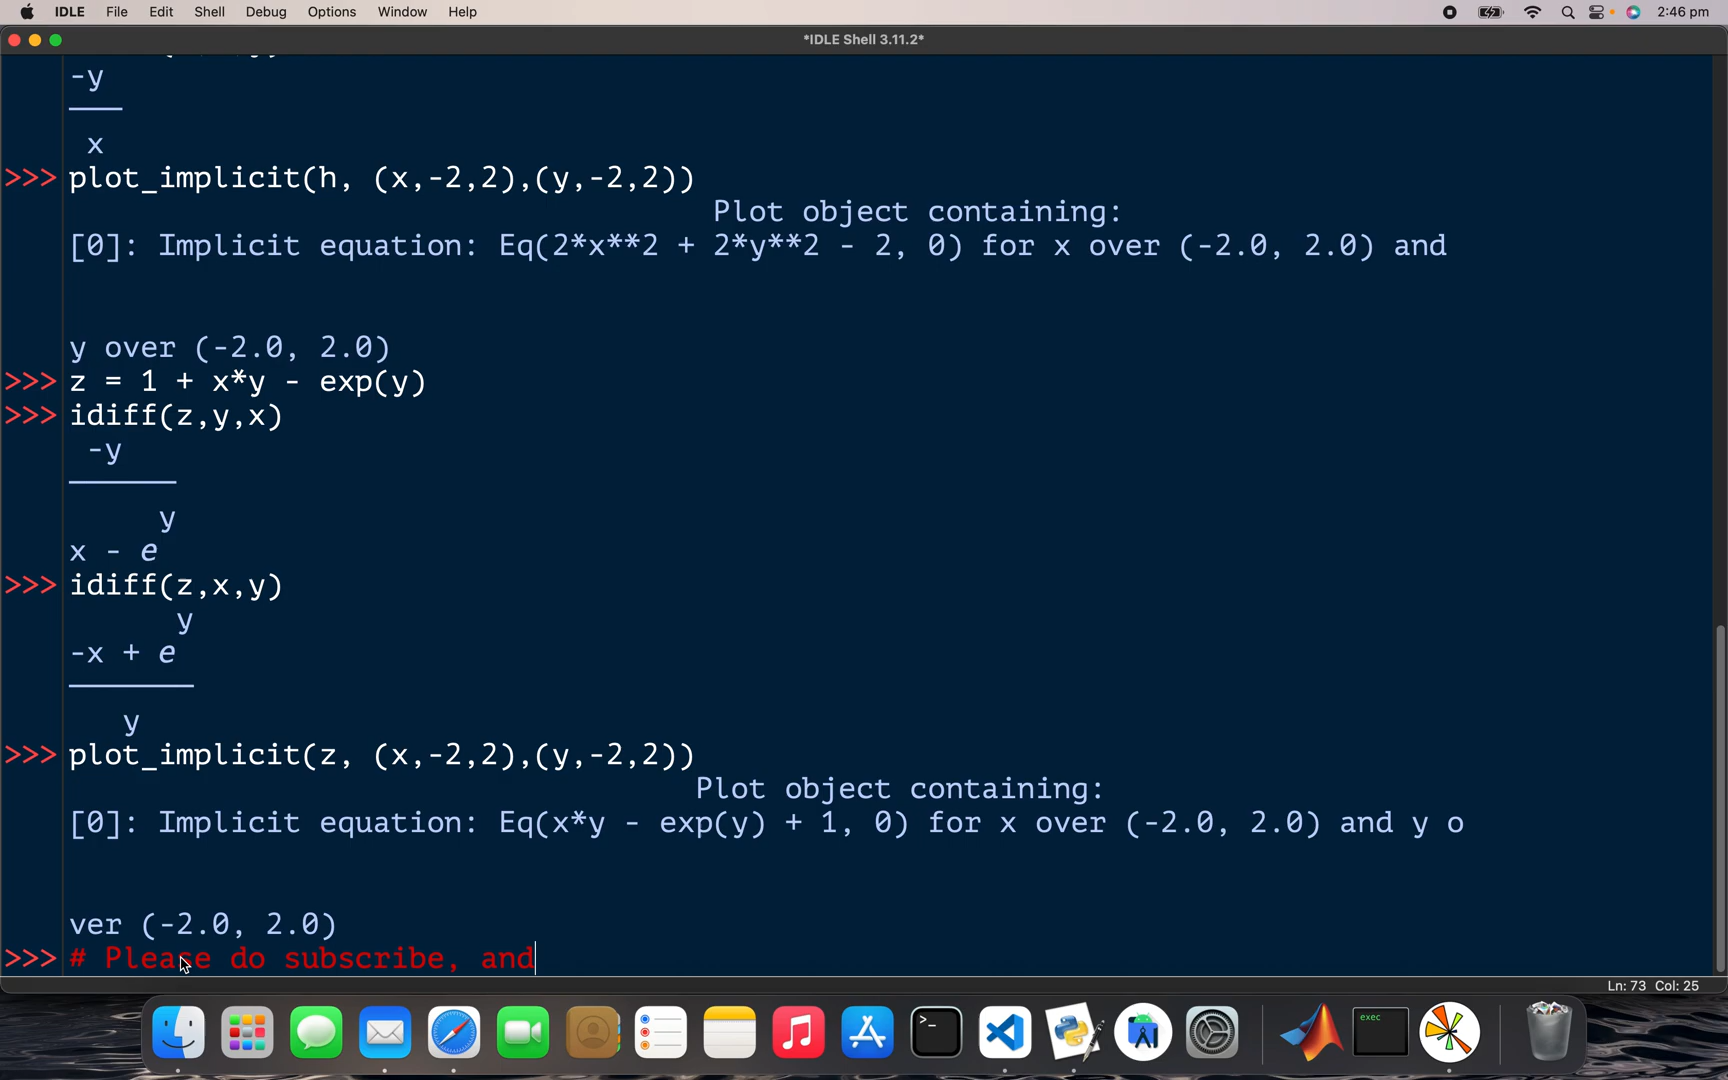 IDLE File Edit Shell Debug Options Window Help 2:46 pm
*IDLE Shell 3.11.2*
-y
x
>>> plot_implicit(h, (x,-2,2),(y,-2,2))
Plot object containing:
[0]: Implicit equation: Eq(2*x**2 + 2*y**2 - 2, 0) for x over (-2.0, 2.0) and
y over (-2.0, 2.0)
>>> z = 1 + x*y - exp(y)
>>> idiff(z,y,x)
-y
y
x - e
>>> idiff(z,x,y)
y
-x + e
y
>>> plot_implicit(z, (x,-2,2),(y,-2,2))
Plot object containing:
[0]: Implicit equation: Eq(x*y - exp(y) + 1, 0) for x over (-2.0, 2.0) and y o
ver (-2.0, 2.0)
>>> # Please do subscribe, and
Ln: 73 Col: 25
>_
exec